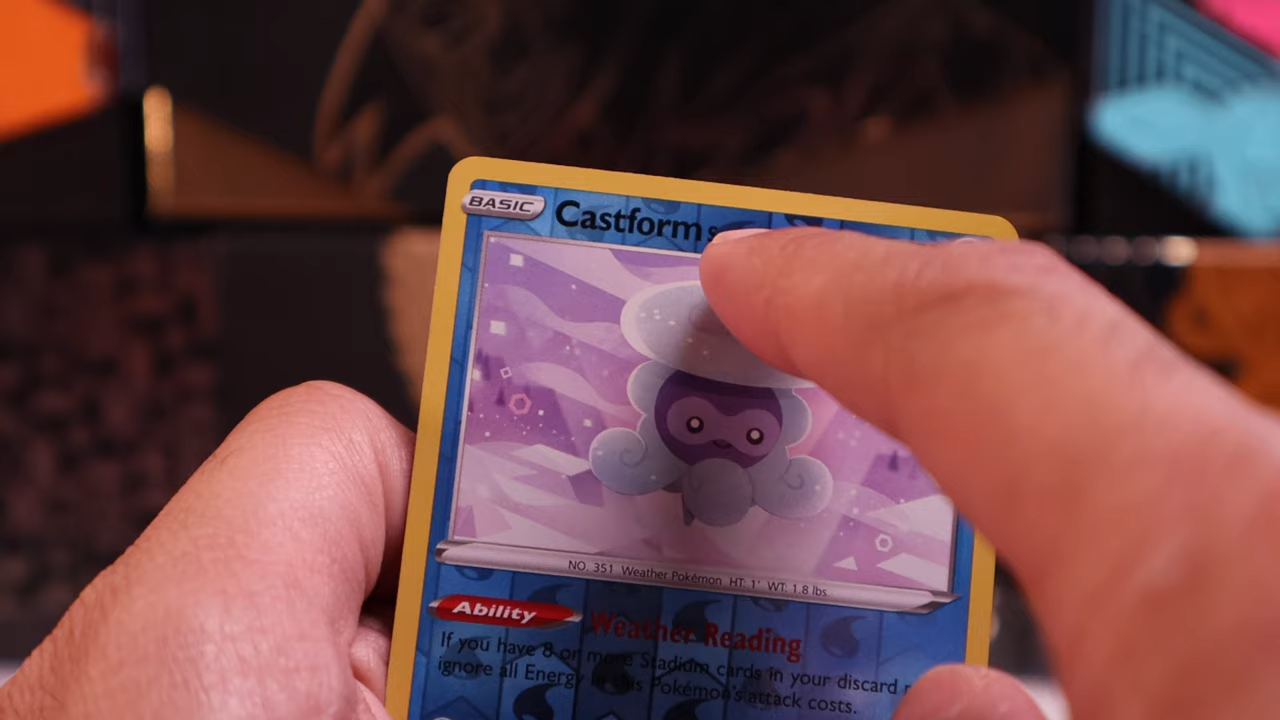 BASIC
Castform
NO. 351 Weather Pokémon HT: 1' WT: 1.8 lbs.
Ability Weather Reading
If you have 8 or more Stadium cards in your discard
ignore all Energy in this Pokémon's attack costs.